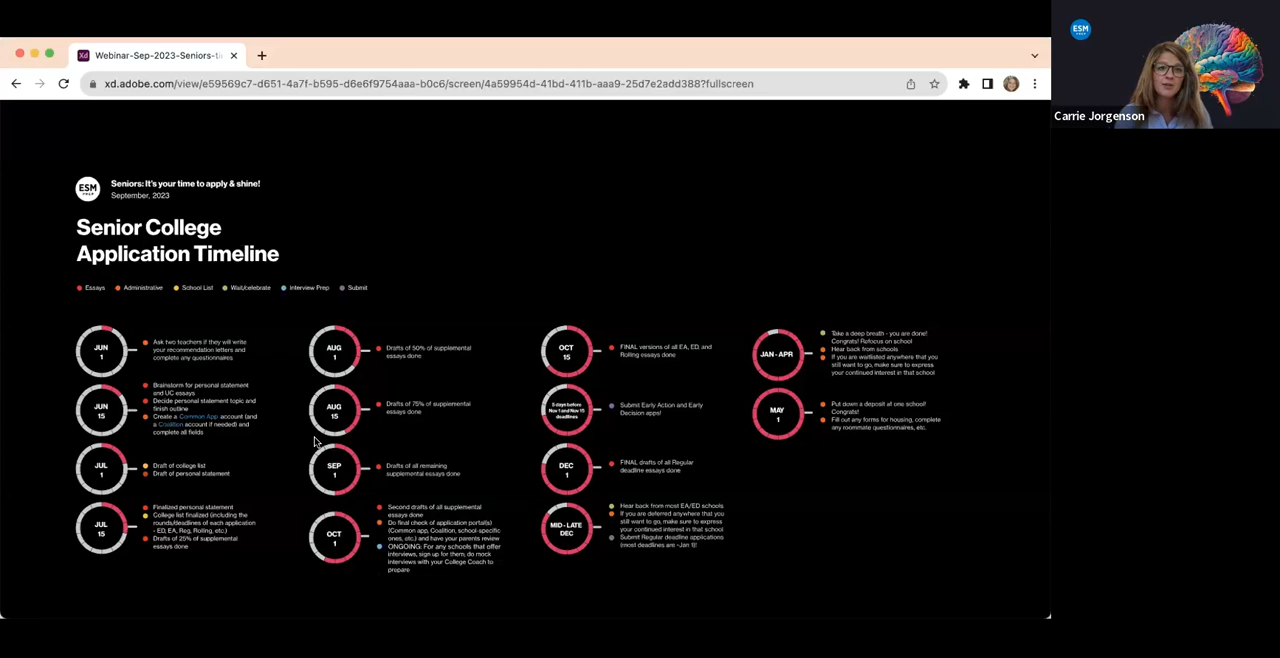 Webinar-Sep-2023-Seniors-ti
xd.adobe.com/view/e59569c7-d651-4a7f-b595-d6e6f9754aaa-b0c6/screen/4a59954d-41bd-411b-aaa9-25d7e2add388?fullscreen
ESM
Carrie Jorgenson
ESM
PREP
Seniors: It's your time to apply & shine!
September, 2023
Senior College
Application Timeline
Essays
Administrative
School List
Wait/celebrate
Interview Prep
Submit
JUN
1
Ask two teachers if they will write
your recommendation letters and
complete any questionnaires
JUN
15
Brainstorm for personal statement
and UC essays
Decide personal statement topic and
finish outline
Create a Common App account (and
a Coalition account if needed) and
complete all fields
JUL
1
Draft of college list
Draft of personal statement
JUL
15
Finalized personal statement
College list finalized (including the
rounds/deadlines of each application
- ED, EA, Reg, Rolling, etc.)
Drafts of 25% of supplemental
essays done
AUG
1
Drafts of 50% of supplemental
essays done
AUG
15
Drafts of 75% of supplemental
essays done
SEP
1
Drafts of all remaining
supplemental essays done
OCT
1
Second drafts of all supplemental
essays done
Do final check of application portal(s)
(Common app, Coalition, school-specific
ones, etc.) and have your parents review
ONGOING: For any schools that offer
interviews, sign up for them, do mock
interviews with your College Coach to
prepare
OCT
15
FINAL versions of all EA, ED, and
Rolling essays done
5 days before
Nov 1 and Nov 15
deadlines
Submit Early Action and Early
Decision apps!
DEC
1
FINAL drafts of all Regular
deadline essays done
MID - LATE
DEC
Hear back from most EA/ED schools
If you are deferred anywhere that you
still want to go, make sure to express
your continued interest in that school
Submit Regular deadline applications
(most deadlines are ~Jan 1)!
JAN - APR
Take a deep breath - you are done!
Congrats! Refocus on school
Hear back from schools
If you are waitlisted anywhere that you
still want to go, make sure to express
your continued interest in that school
MAY
1
Put down a deposit at one school!
Congrats!
Fill out any forms for housing, complete
any roommate questionnaires, etc.